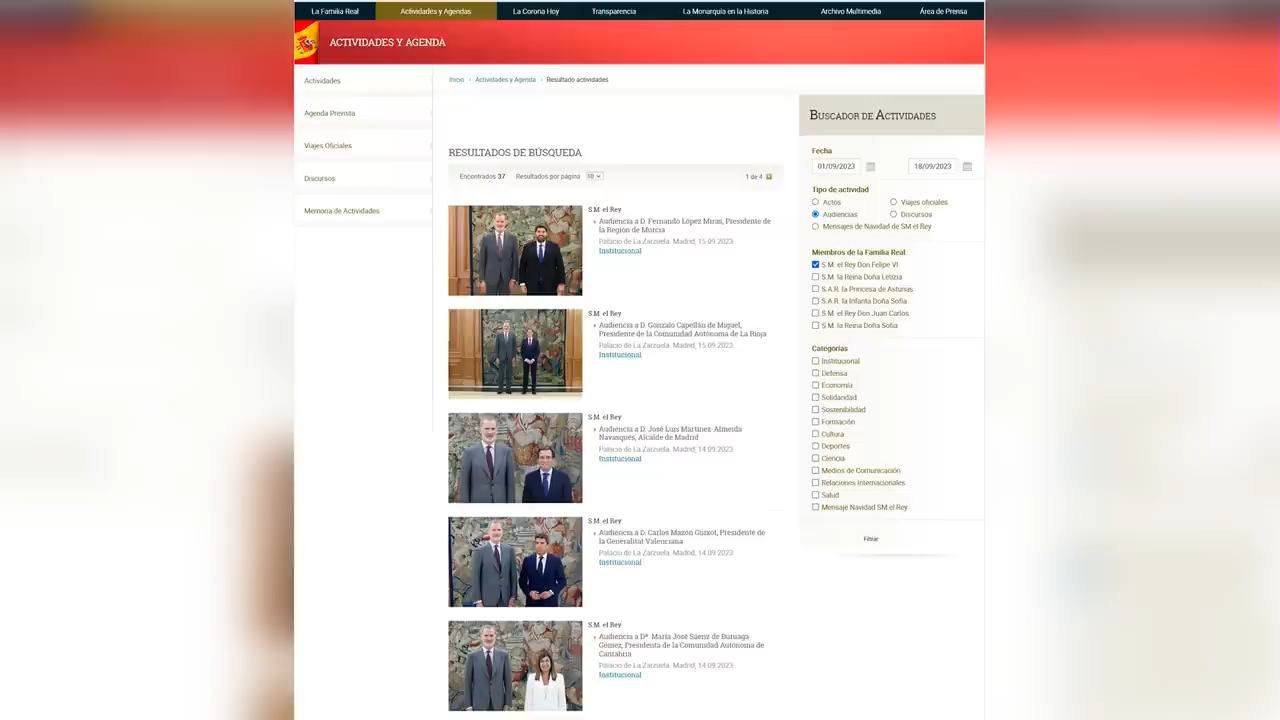 La Familia Real
Actividades y Agendas
La Corona Hoy
Transparencia
La Monarquía en la Historia
Archivo Multimedia
Área de Prensa
ACTIVIDADES Y AGENDA
Actividades
Agenda Prevista
Viajes Oficiales
Discursos
Memoria de Actividades
Inicio › Actividades y Agenda › Resultado actividades
RESULTADOS DE BÚSQUEDA
Encontrados 37 Resultados por página 10 1 de 4
S.M. el Rey
Audiencia a D. Fernando López Miras, Presidente de
la Región de Murcia
Palacio de La Zarzuela. Madrid, 15.09.2023
Institucional
S.M. el Rey
Audiencia a D. Gonzalo Capellán de Miguel,
Presidente de la Comunidad Autónoma de La Rioja
Palacio de La Zarzuela. Madrid, 15.09.2023
Institucional
S.M. el Rey
Audiencia a D. José Luis Martínez-Almeida
Navasqüés, Alcalde de Madrid
Palacio de La Zarzuela. Madrid, 14.09.2023
Institucional
S.M. el Rey
Audiencia a D. Carlos Mazón Guixot, Presidente de
la Generalitat Valenciana
Palacio de La Zarzuela. Madrid, 14.09.2023
Institucional
S.M. el Rey
Audiencia a Dª María José Sáenz de Buruaga
Gómez, Presidenta de la Comunidad Autónoma de
Cantabria
Palacio de La Zarzuela. Madrid, 14.09.2023
Institucional
BUSCADOR DE ACTIVIDADES
Fecha
01/09/2023 18/09/2023
Tipo de actividad
Actos Viajes oficiales
Audiencias Discursos
Mensajes de Navidad de SM el Rey
Miembros de la Familia Real
S.M. el Rey Don Felipe VI
S.M. la Reina Doña Letizia
S.A.R. la Princesa de Asturias
S.A.R. la Infanta Doña Sofía
S.M. el Rey Don Juan Carlos
S.M. la Reina Doña Sofía
Categorías
Institucional
Defensa
Economía
Solidaridad
Sostenibilidad
Formación
Cultura
Deportes
Ciencia
Medios de Comunicación
Relaciones Internacionales
Salud
Mensaje Navidad SM el Rey
Filtrar